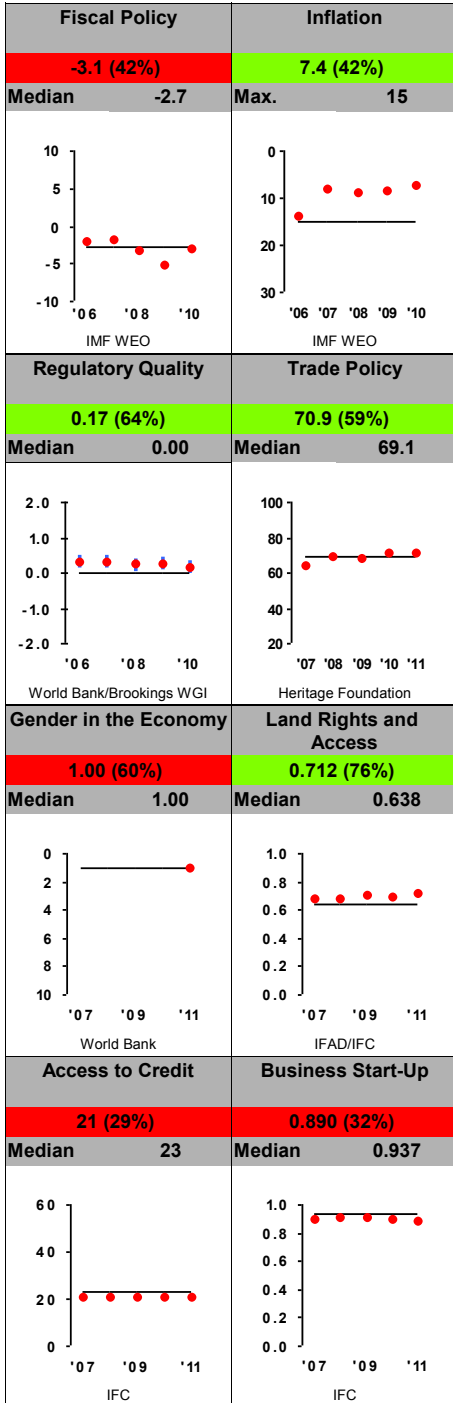 Fiscal Policy Inflation
-3.1 (42%) 7.4 (42%)
Median -2.7 Max. 15
10
5
0
-5
-10
'06 '08 '10
0
10
20
30
'06 '07 '08 '09 '10
IMF WEO IMF WEO
Regulatory Quality Trade Policy
0.17 (64%) 70.9 (59%)
Median 0.00 Median 69.1
2.0
1.0
0.0
-1.0
-2.0
'06 '08 '10
100
80
60
40
20
'07 '08 '09 '10 '11
World Bank/Brookings WGI Heritage Foundation
Gender in the Economy Land Rights and
Access
1.00 (60%) 0.712 (76%)
Median 1.00 Median 0.638
0
2
4
6
8
10
'07 '09 '11
1.0
0.8
0.6
0.4
0.2
0.0
'07 '09 '11
World Bank IFAD/IFC
Access to Credit Business Start-Up
21 (29%) 0.890 (32%)
Median 23 Median 0.937
60
40
20
0
'07 '09 '11
1.0
0.8
0.6
0.4
0.2
0.0
'07 '09 '11
IFC IFC